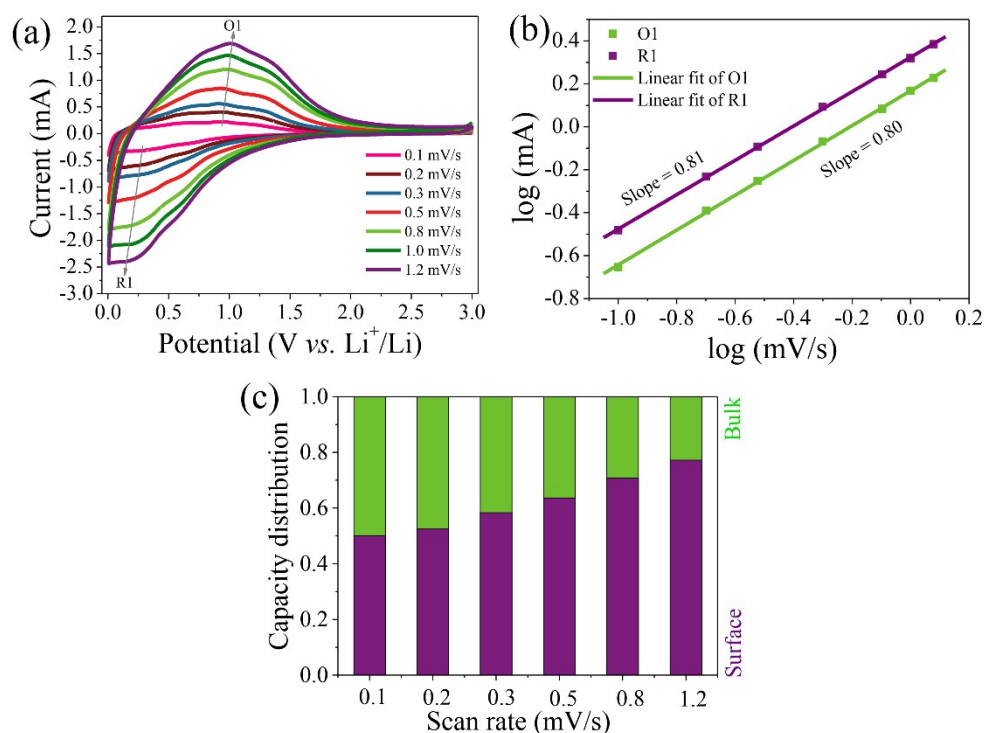 (a)
2.0
1.5
1.0
0.5
0.0
-0.5
-1.0
-1.5
-2.0
-2.5
-3.0
Current (mA)
O1
R1
0.1 mV/s
0.2 mV/s
0.3 mV/s
0.5 mV/s
0.8 mV/s
1.0 mV/s
1.2 mV/s
0.0 0.5 1.0 1.5 2.0 2.5 3.0
Potential (V vs. Li⁺/Li)
(b)
0.4
0.2
0.0
-0.2
-0.4
-0.6
-0.8
log (mA)
O1
R1
Linear fit of O1
Linear fit of R1
Slope = 0.81
Slope = 0.80
-1.0 -0.8 -0.6 -0.4 -0.2 0.0 0.2
log (mV/s)
(c)
1.0
0.8
0.6
0.4
0.2
0.0
Capacity distribution
Bulk
Surface
0.1 0.2 0.3 0.5 0.8 1.2
Scan rate (mV/s)